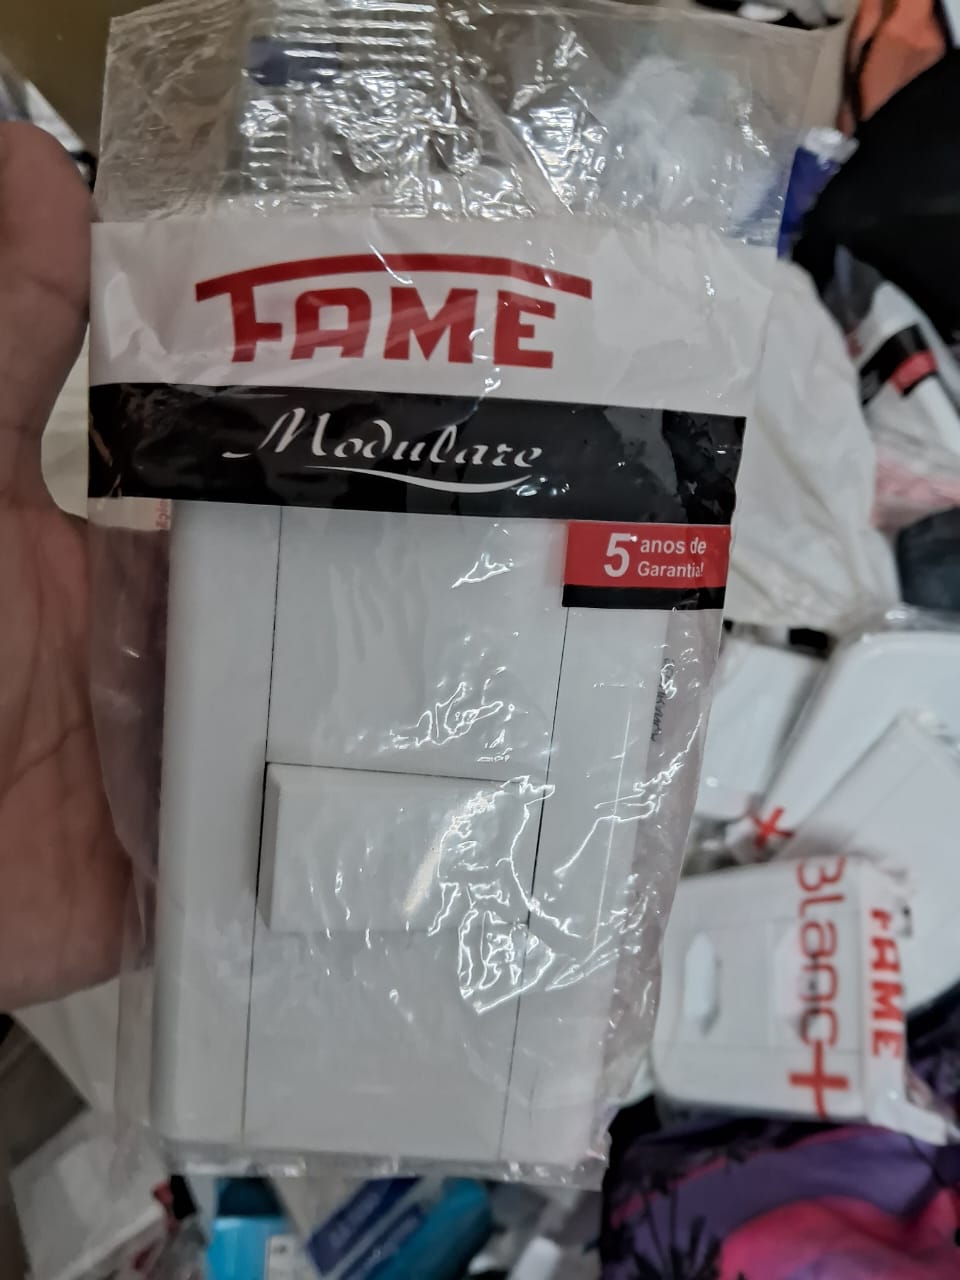 FAME
Modulare
5 anos de
Garantia!
Blanc+
FAME